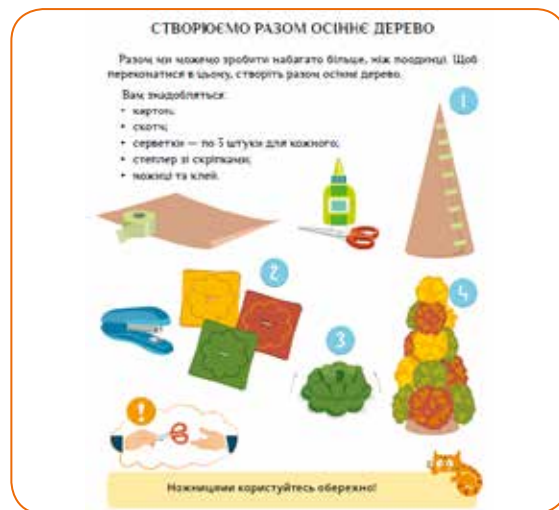 СТВОРЮЄМО РАЗОМ ОСІННЄ ДЕРЕВО
Разом ми можемо зробити набагато більше, ніж поодинці. Щоб
переконатися в цьому, створіть разом осіннє дерево.
Вам знадобляться:
• картон;
• скотч;
• серветки — по 3 штуки для кожного;
• степлер зі скріпками;
• ножиці та клей.
1
2
3
4
!
Ножицями користуйтесь обережно!